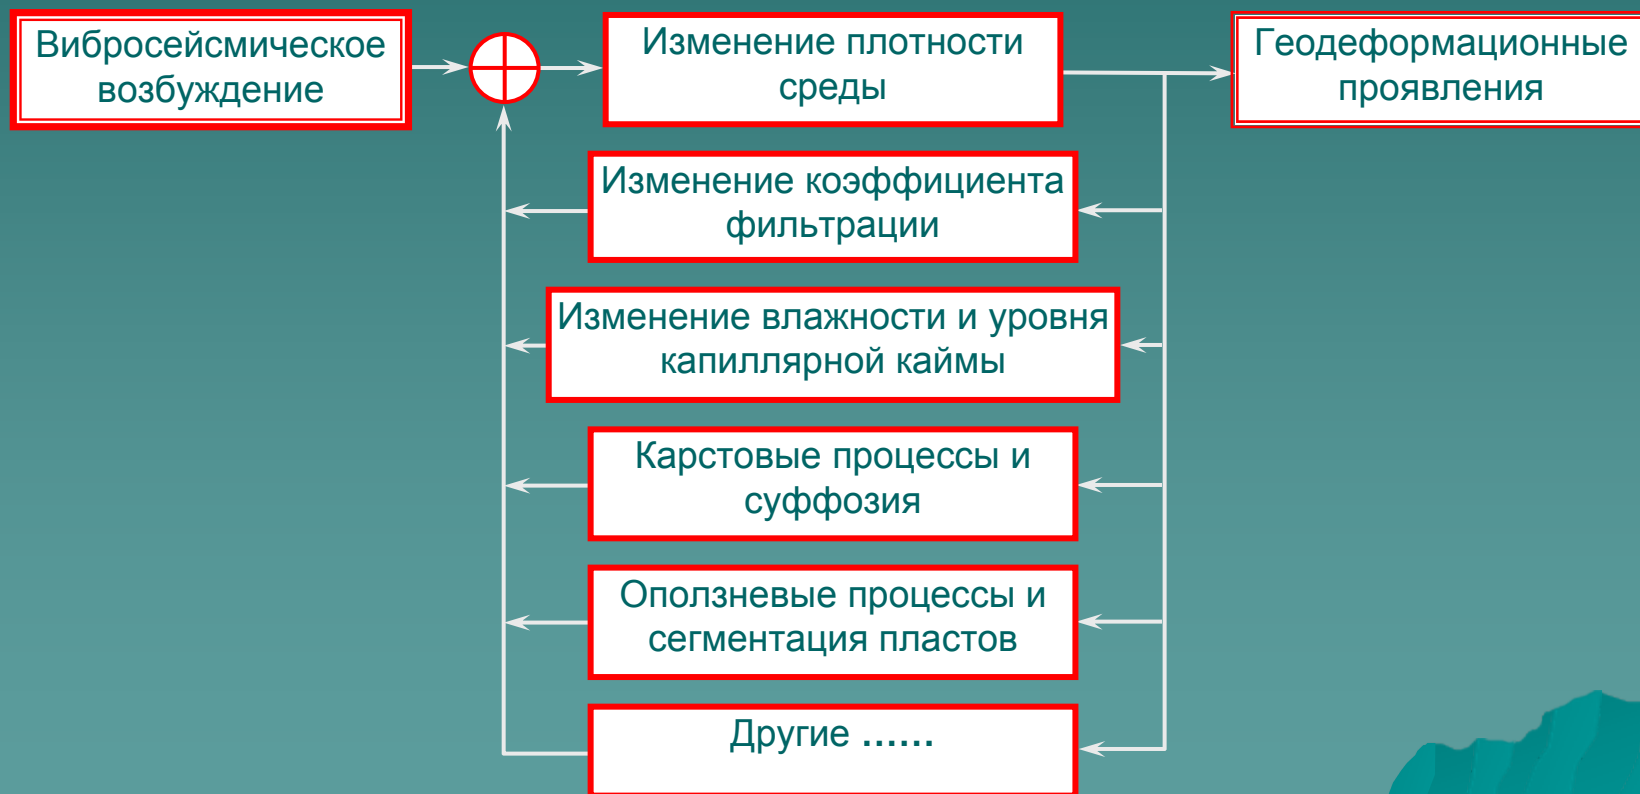 Вибросейсмическое
возбуждение
Изменение плотности
среды
Геодеформационные
проявления
Изменение коэффициента
фильтрации
Изменение влажности и уровня
капиллярной каймы
Карстовые процессы и
суффозия
Оползневые процессы и
сегментация пластов
Другие ......